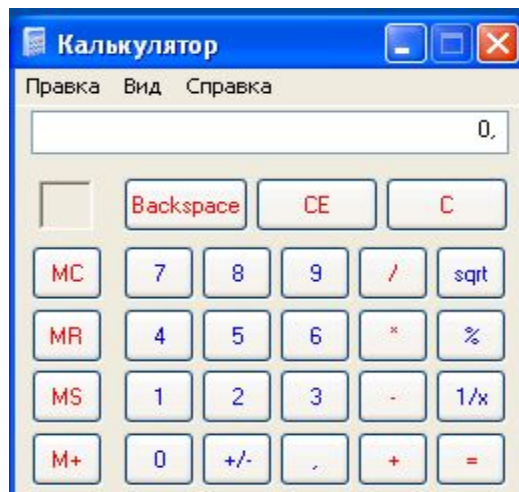 Калькулятор
Правка Вид Справка
0,
Backspace CE C
MC 7 8 9 / sqrt
MR 4 5 6 * %
MS 1 2 3 - 1/x
M+ 0 +/- , + =